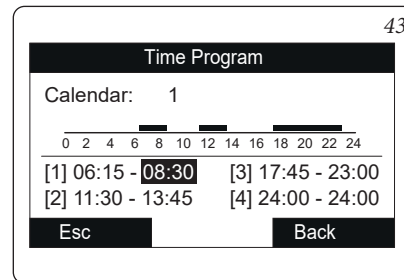 43
Time Program
Calendar: 1
0 2 4 6 8 10 12 14 16 18 20 22 24
[1] 06:15 - 08:30 [3] 17:45 - 23:00
[2] 11:30 - 13:45 [4] 24:00 - 24:00
Esc Back